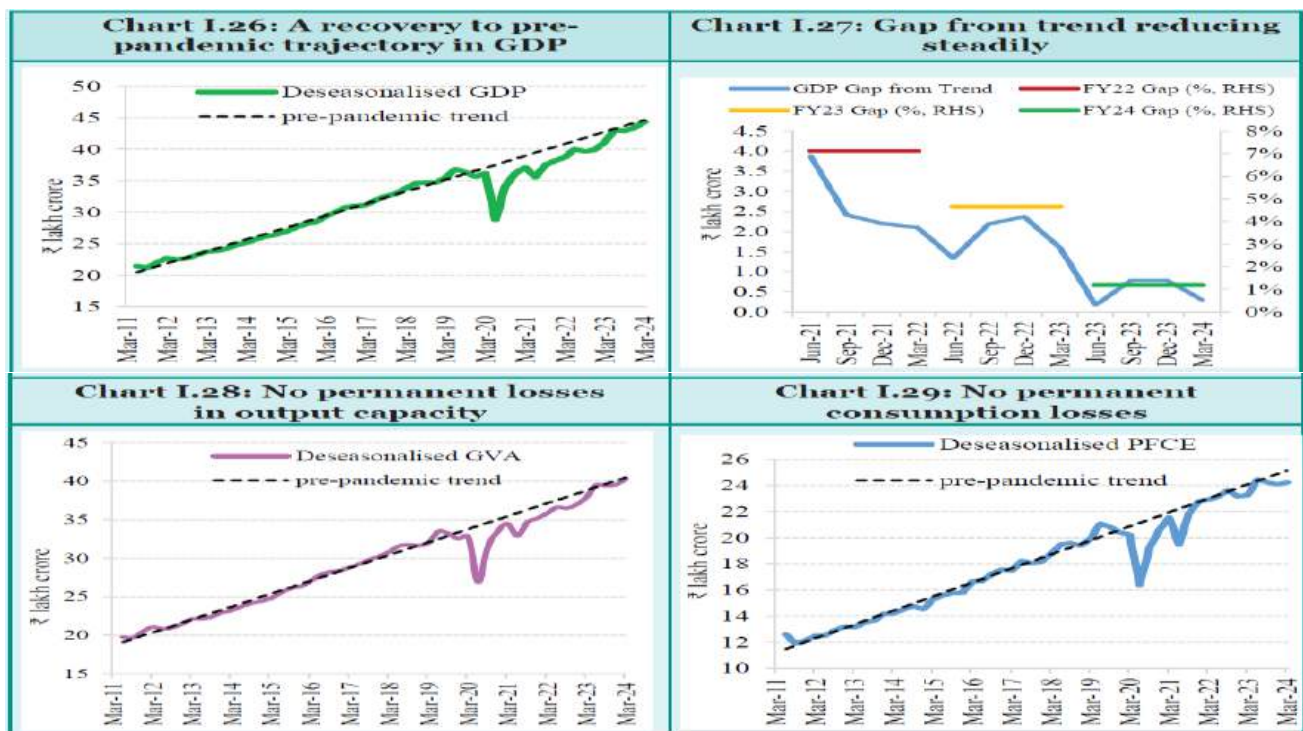 Chart I.26: A recovery to pre-
pandemic trajectory in GDP
50
45
40
35
30
25
20
15
₹ lakh crore
Deseasonalised GDP
pre-pandemic trend
Mar-11
Mar-12
Mar-13
Mar-14
Mar-15
Mar-16
Mar-17
Mar-18
Mar-19
Mar-20
Mar-21
Mar-22
Mar-23
Mar-24
Chart I.27: Gap from trend reducing
steadily
GDP Gap from Trend
FY22 Gap (%, RHS)
FY23 Gap (%, RHS)
FY24 Gap (%, RHS)
4.5
4.0
3.5
3.0
2.5
2.0
1.5
1.0
0.5
0.0
₹ lakh crore
8%
7%
6%
5%
4%
3%
2%
1%
0%
Jun-21
Sep-21
Dec-21
Mar-22
Jun-22
Sep-22
Dec-22
Mar-23
Jun-23
Sep-23
Dec-23
Mar-24
Chart I.28: No permanent losses
in output capacity
45
40
35
30
25
20
15
₹ lakh crore
Deseasonalised GVA
pre-pandemic trend
Mar-11
Mar-12
Mar-13
Mar-14
Mar-15
Mar-16
Mar-17
Mar-18
Mar-19
Mar-20
Mar-21
Mar-22
Mar-23
Mar-24
Chart I.29: No permanent
consumption losses
26
24
22
20
18
16
14
12
10
₹ lakh crore
Deseasonalised PFCE
pre-pandemic trend
Mar-11
Mar-12
Mar-13
Mar-14
Mar-15
Mar-16
Mar-17
Mar-18
Mar-19
Mar-20
Mar-21
Mar-22
Mar-23
Mar-24